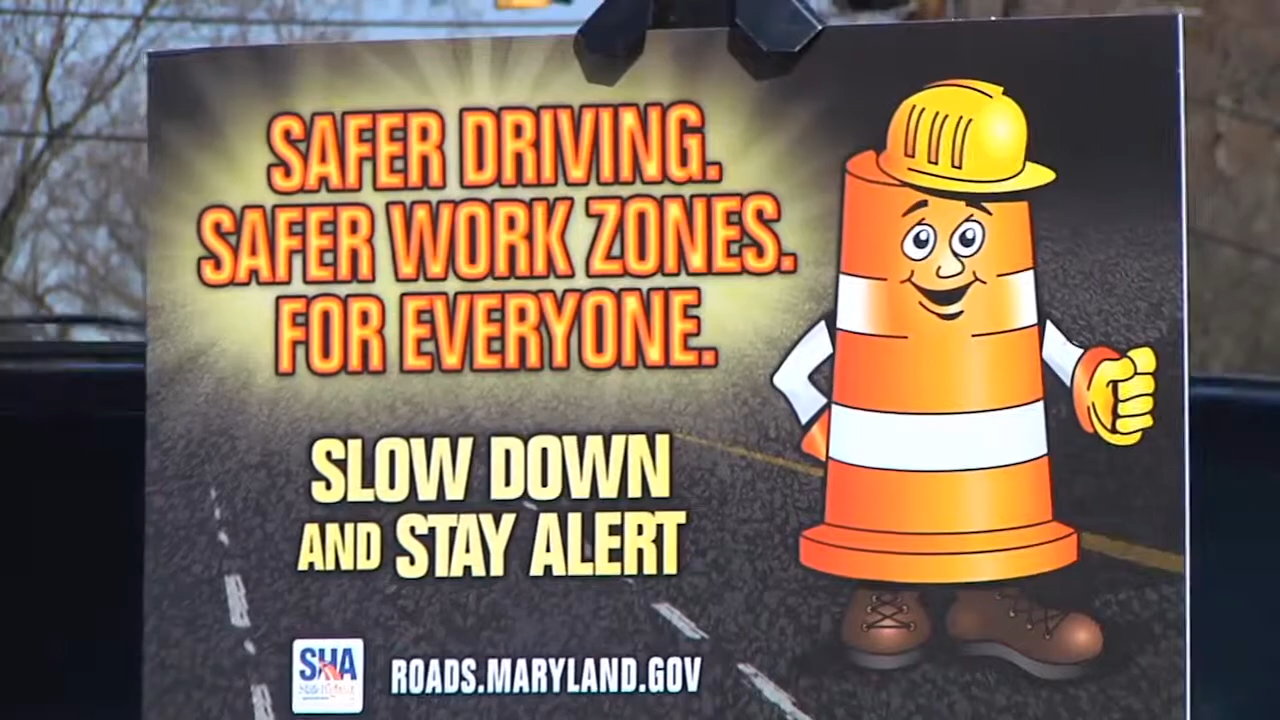 SAFER DRIVING.
SAFER WORK ZONES.
FOR EVERYONE.
SLOW DOWN
AND STAY ALERT
SHA
ROADS.MARYLAND.GOV